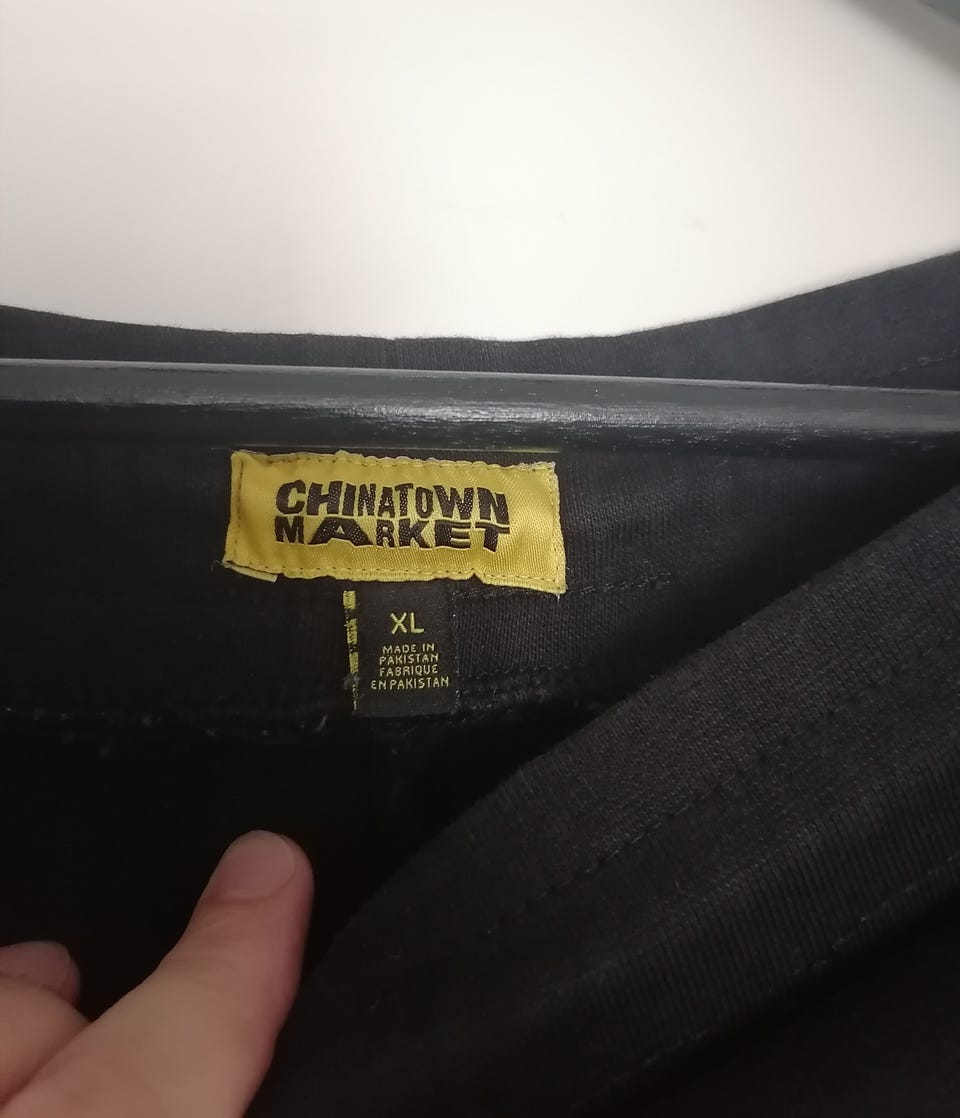 CHINATOWN
MARKET
XL
MADE IN
PAKISTAN
FABRIQUE
EN PAKISTAN